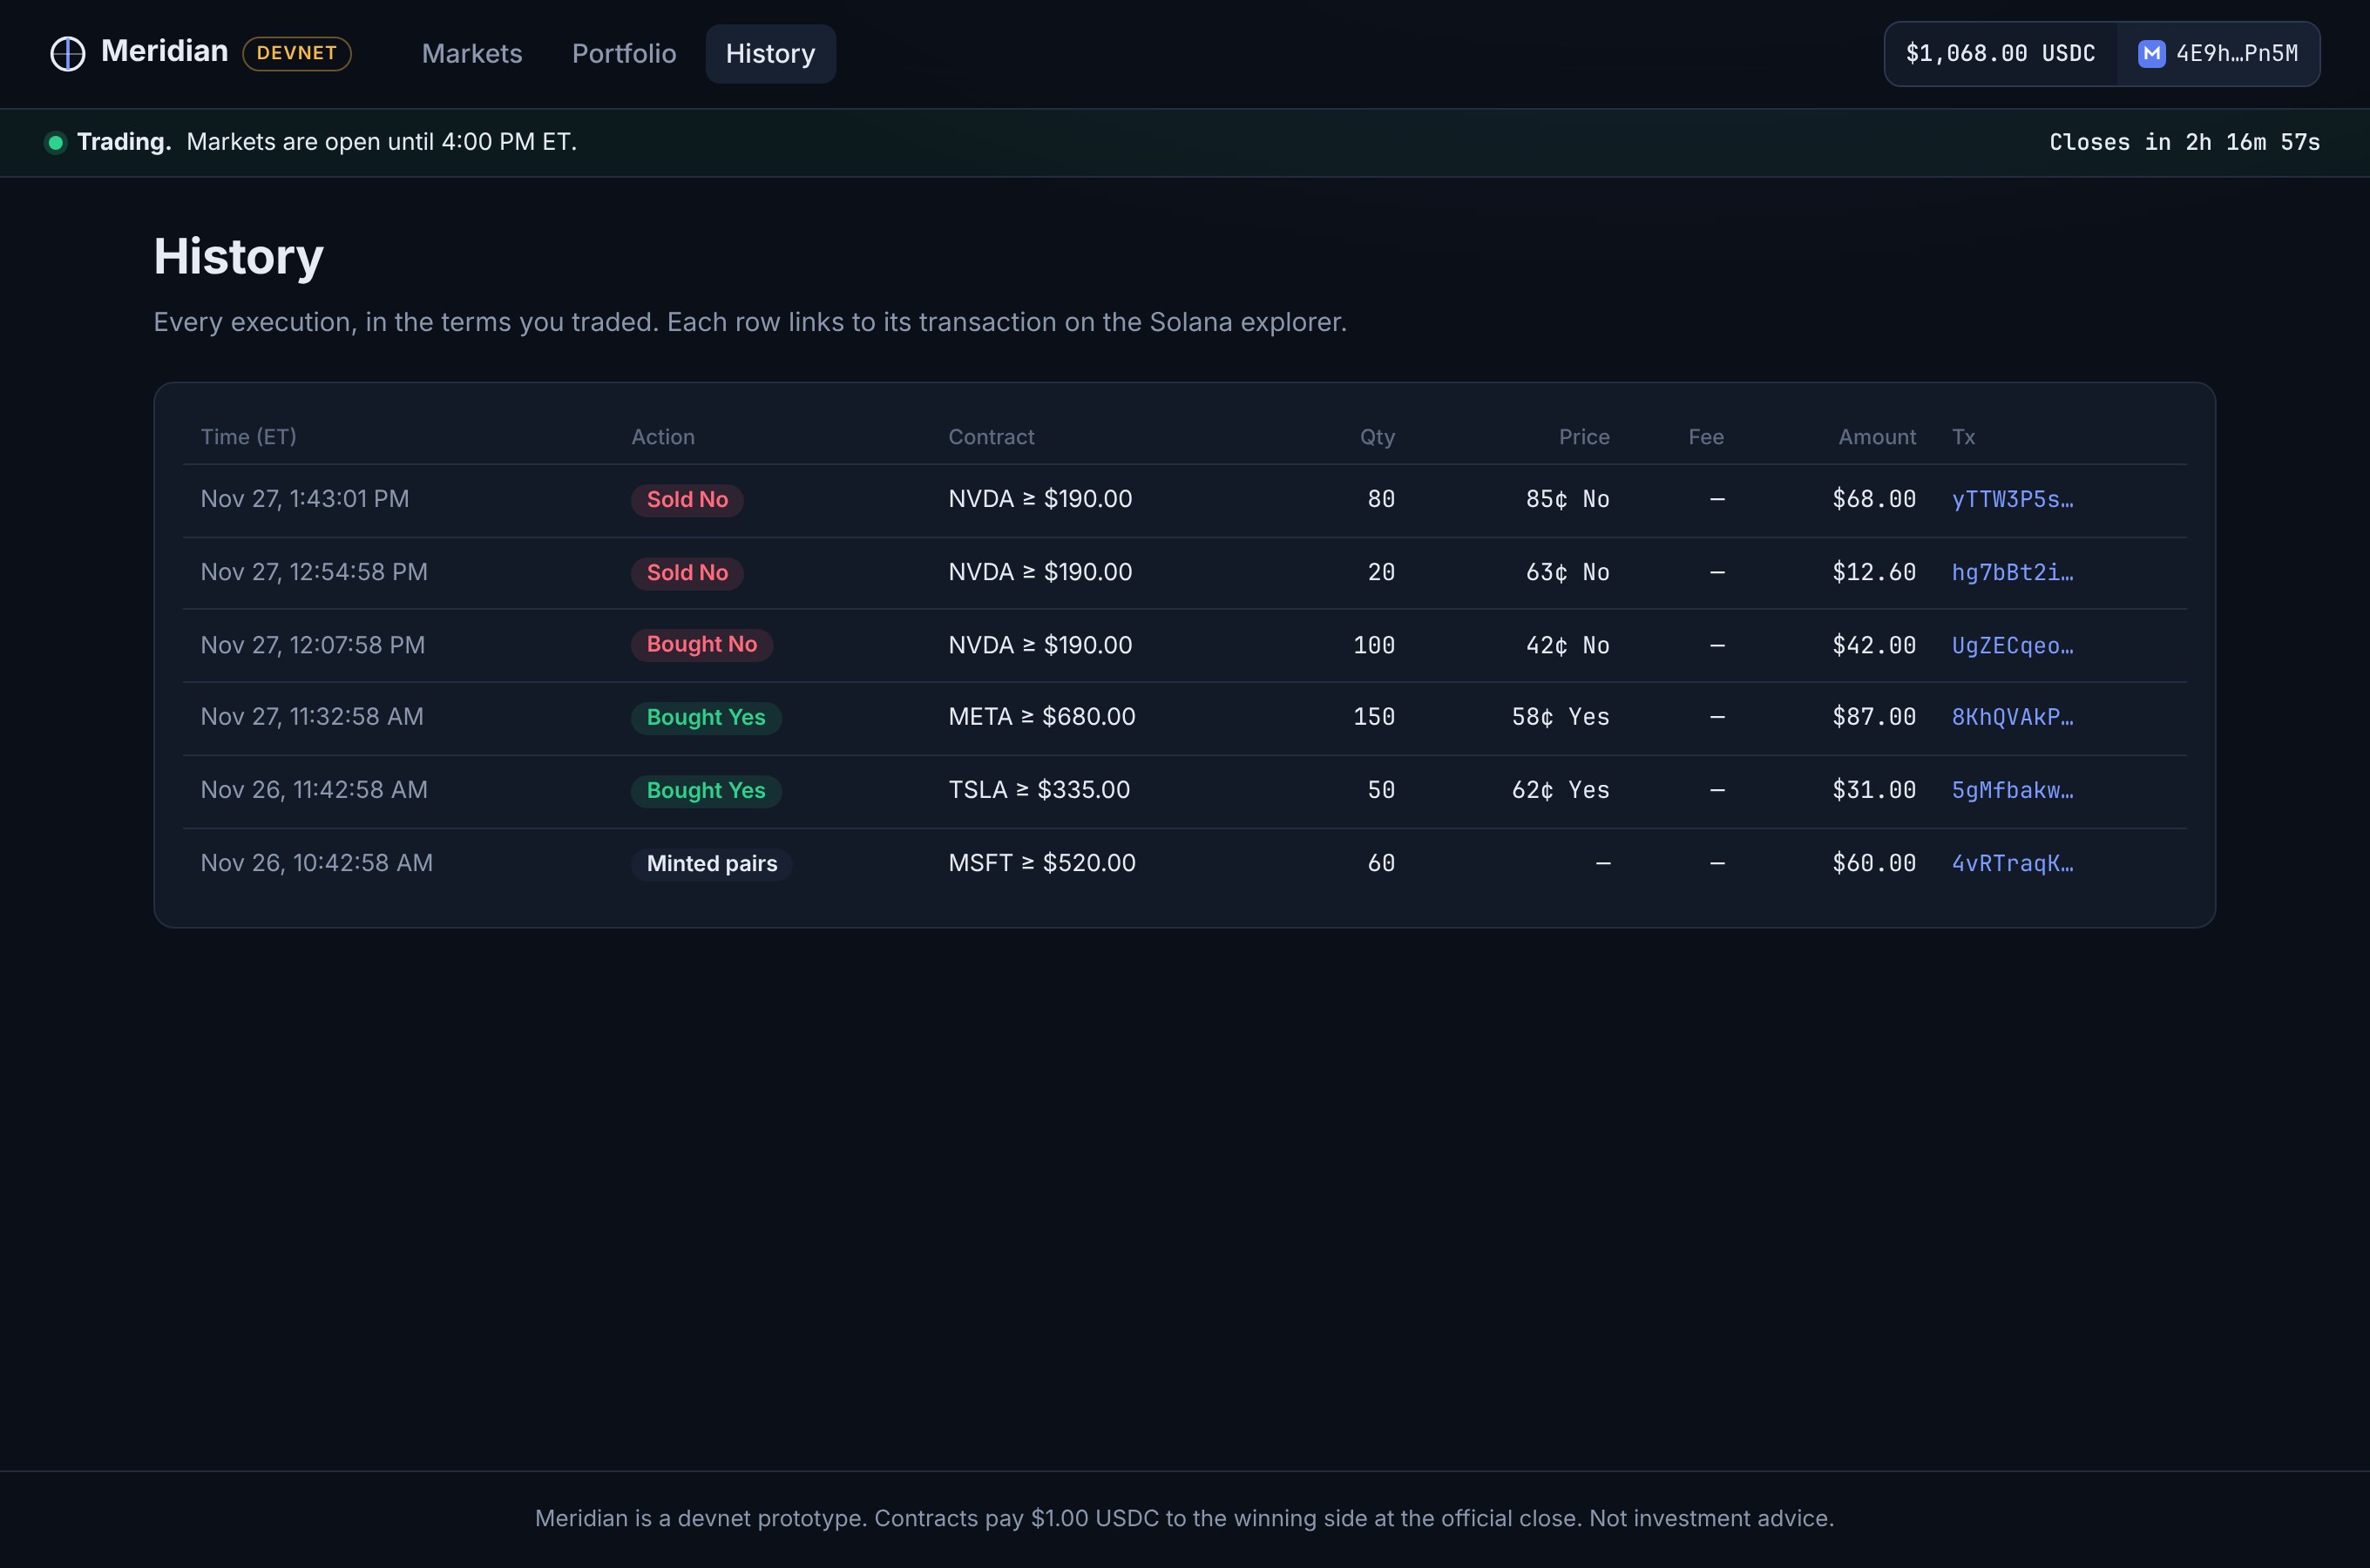 Meridian DEVNET Markets Portfolio History $1,068.00 USDC 4E9h…Pn5M
Trading. Markets are open until 4:00 PM ET. Closes in 2h 16m 57s
History
Every execution, in the terms you traded. Each row links to its transaction on the Solana explorer.
Time (ET) Action Contract Qty Price Fee Amount Tx
Nov 27, 1:43:01 PM Sold No NVDA ≥ $190.00 80 85¢ No — $68.00 yTTW3P5s…
Nov 27, 12:54:58 PM Sold No NVDA ≥ $190.00 20 63¢ No — $12.60 hg7bBt2i…
Nov 27, 12:07:58 PM Bought No NVDA ≥ $190.00 100 42¢ No — $42.00 UgZECqeo…
Nov 27, 11:32:58 AM Bought Yes META ≥ $680.00 150 58¢ Yes — $87.00 8KhQVAkP…
Nov 26, 11:42:58 AM Bought Yes TSLA ≥ $335.00 50 62¢ Yes — $31.00 5gMfbakw…
Nov 26, 10:42:58 AM Minted pairs MSFT ≥ $520.00 60 — — $60.00 4vRTraqK…
Meridian is a devnet prototype. Contracts pay $1.00 USDC to the winning side at the official close. Not investment advice.